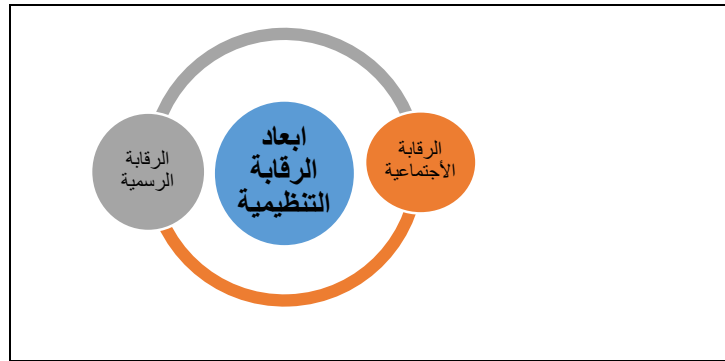 ابعاد
الرقابة
التنظيمية
الرقابة
الأجتماعية
الرقابة
الرسمية